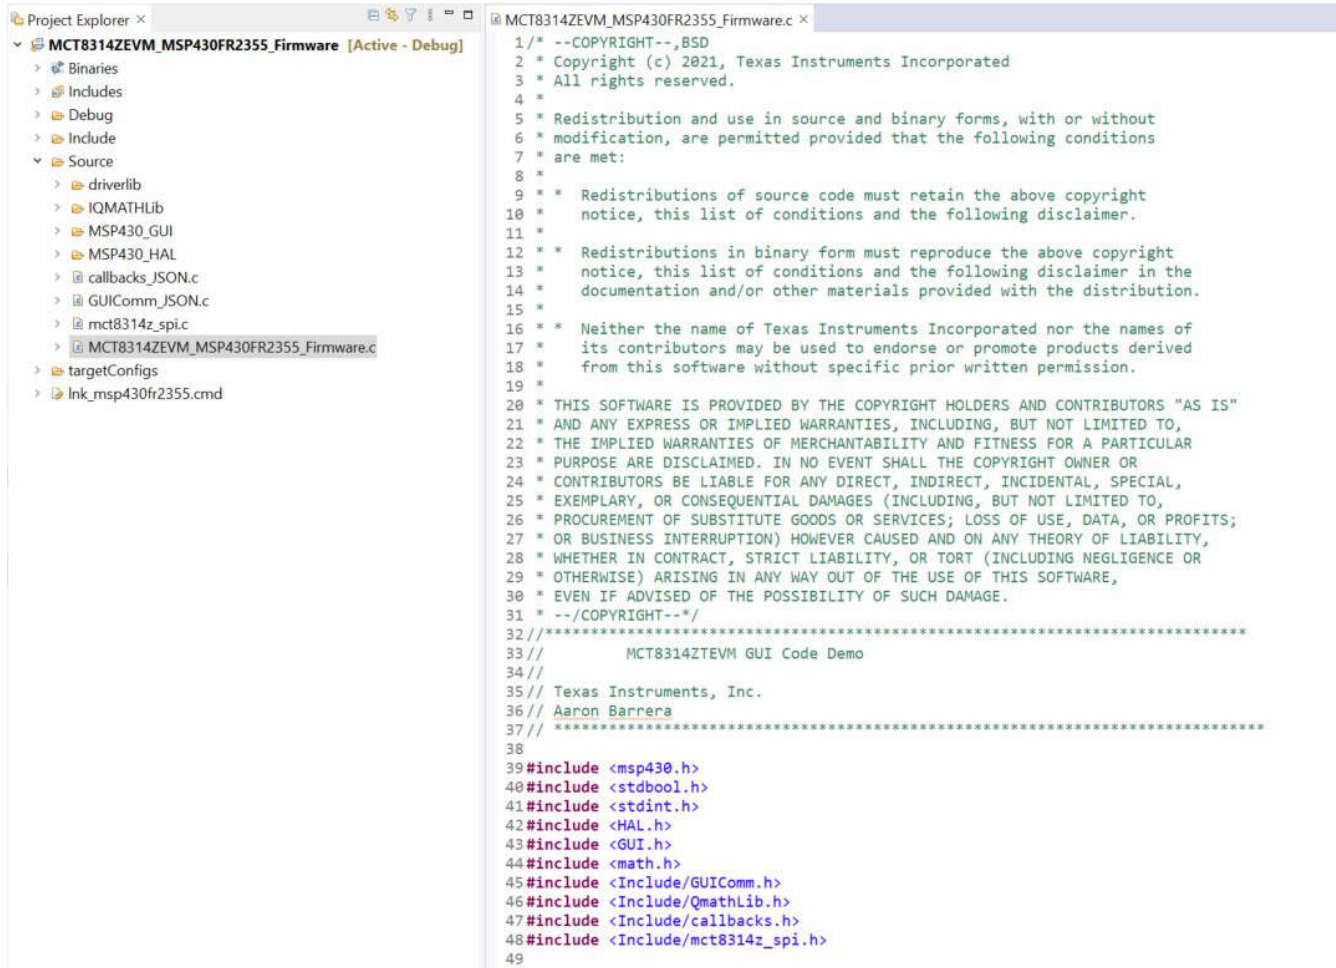 Project Explorer ×
MCT8314ZEVM_MSP430FR2355_Firmware [Active - Debug]
Binaries
Includes
Debug
Include
Source
driverlib
IQMATHLib
MSP430_GUI
MSP430_HAL
callbacks_JSON.c
GUIComm_JSON.c
mct8314z_spi.c
MCT8314ZEVM_MSP430FR2355_Firmware.c
targetConfigs
lnk_msp430fr2355.cmd
MCT8314ZEVM_MSP430FR2355_Firmware.c ×
1 /* --COPYRIGHT--,BSD
2 * Copyright (c) 2021, Texas Instruments Incorporated
3 * All rights reserved.
4 *
5 * Redistribution and use in source and binary forms, with or without
6 * modification, are permitted provided that the following conditions
7 * are met:
8 *
9 * * Redistributions of source code must retain the above copyright
10 * notice, this list of conditions and the following disclaimer.
11 *
12 * * Redistributions in binary form must reproduce the above copyright
13 * notice, this list of conditions and the following disclaimer in the
14 * documentation and/or other materials provided with the distribution.
15 *
16 * * Neither the name of Texas Instruments Incorporated nor the names of
17 * its contributors may be used to endorse or promote products derived
18 * from this software without specific prior written permission.
19 *
20 * THIS SOFTWARE IS PROVIDED BY THE COPYRIGHT HOLDERS AND CONTRIBUTORS "AS IS"
21 * AND ANY EXPRESS OR IMPLIED WARRANTIES, INCLUDING, BUT NOT LIMITED TO,
22 * THE IMPLIED WARRANTIES OF MERCHANTABILITY AND FITNESS FOR A PARTICULAR
23 * PURPOSE ARE DISCLAIMED. IN NO EVENT SHALL THE COPYRIGHT OWNER OR
24 * CONTRIBUTORS BE LIABLE FOR ANY DIRECT, INDIRECT, INCIDENTAL, SPECIAL,
25 * EXEMPLARY, OR CONSEQUENTIAL DAMAGES (INCLUDING, BUT NOT LIMITED TO,
26 * PROCUREMENT OF SUBSTITUTE GOODS OR SERVICES; LOSS OF USE, DATA, OR PROFITS;
27 * OR BUSINESS INTERRUPTION) HOWEVER CAUSED AND ON ANY THEORY OF LIABILITY,
28 * WHETHER IN CONTRACT, STRICT LIABILITY, OR TORT (INCLUDING NEGLIGENCE OR
29 * OTHERWISE) ARISING IN ANY WAY OUT OF THE USE OF THIS SOFTWARE,
30 * EVEN IF ADVISED OF THE POSSIBILITY OF SUCH DAMAGE.
31 * --/COPYRIGHT--*/
32 //*****************************************************************************
33 // MCT8314ZTEVM GUI Code Demo
34 //
35 // Texas Instruments, Inc.
36 // Aaron Barrera
37 // ******************************************************************************
38
39 #include <msp430.h>
40 #include <stdbool.h>
41 #include <stdint.h>
42 #include <HAL.h>
43 #include <GUI.h>
44 #include <math.h>
45 #include <Include/GUIComm.h>
46 #include <Include/QmathLib.h>
47 #include <Include/callbacks.h>
48 #include <Include/mct8314z_spi.h>
49